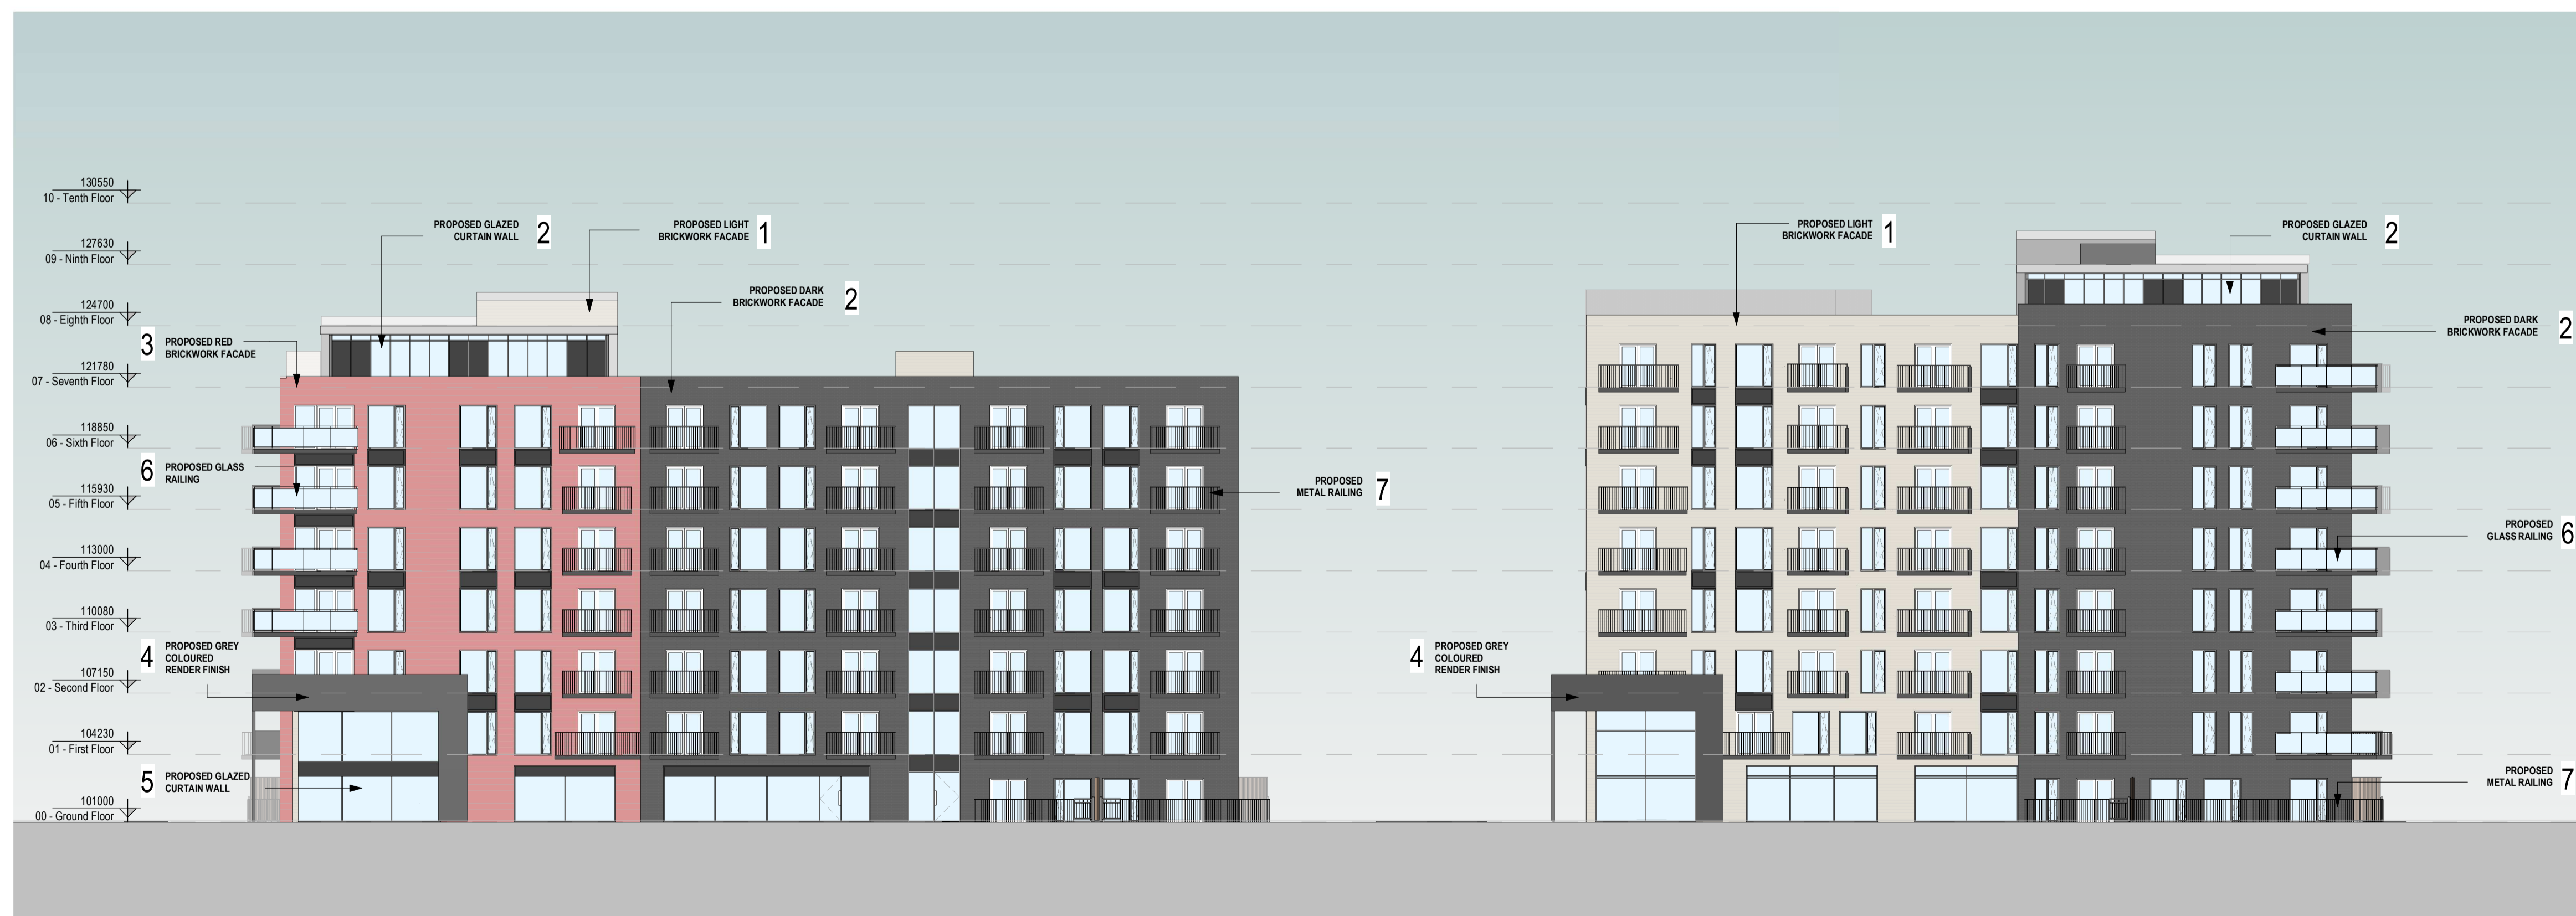 130550
10 - Tenth Floor
127630
09 - Ninth Floor
124700
08 - Eighth Floor
121780
07 - Seventh Floor
118850
06 - Sixth Floor
115930
05 - Fifth Floor
113000
04 - Fourth Floor
110080
03 - Third Floor
107150
02 - Second Floor
104230
01 - First Floor
101000
00 - Ground Floor
PROPOSED GLAZED
CURTAIN WALL
2
PROPOSED LIGHT
BRICKWORK FACADE
1
PROPOSED DARK
BRICKWORK FACADE
2
3
PROPOSED RED
BRICKWORK FACADE
6
PROPOSED GLASS
RAILING
4
PROPOSED GREY
COLOURED
RENDER FINISH
5
PROPOSED GLAZED
CURTAIN WALL
PROPOSED
METAL RAILING
7
PROPOSED LIGHT
BRICKWORK FACADE
1
PROPOSED GLAZED
CURTAIN WALL
2
PROPOSED DARK
BRICKWORK FACADE
2
PROPOSED
GLASS RAILING
6
4
PROPOSED GREY
COLOURED
RENDER FINISH
PROPOSED
METAL RAILING
7